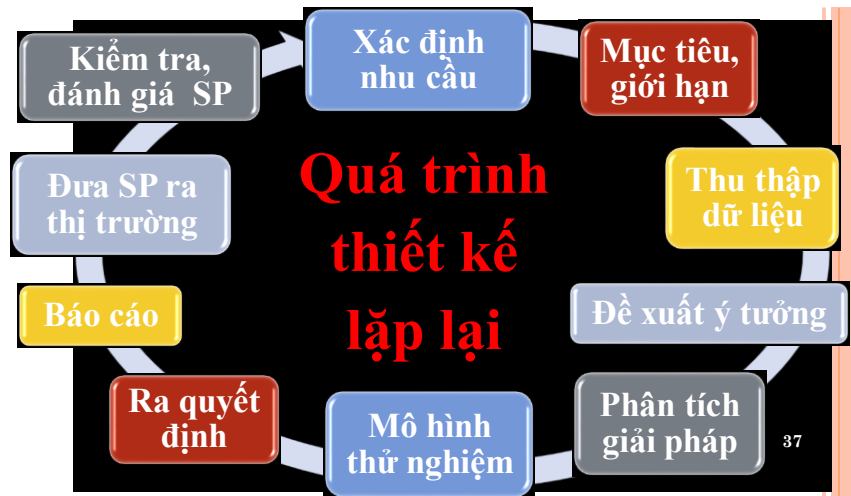 Xác định
nhu cầu
Mục tiêu,
giới hạn
Thu thập
dữ liệu
Đề xuất ý tưởng
Phân tích
giải pháp
Mô hình
thử nghiệm
Ra quyết
định
Báo cáo
Đưa SP ra
thị trường
Kiểm tra,
đánh giá SP
Quá trình
thiết kế
lặp lại
37